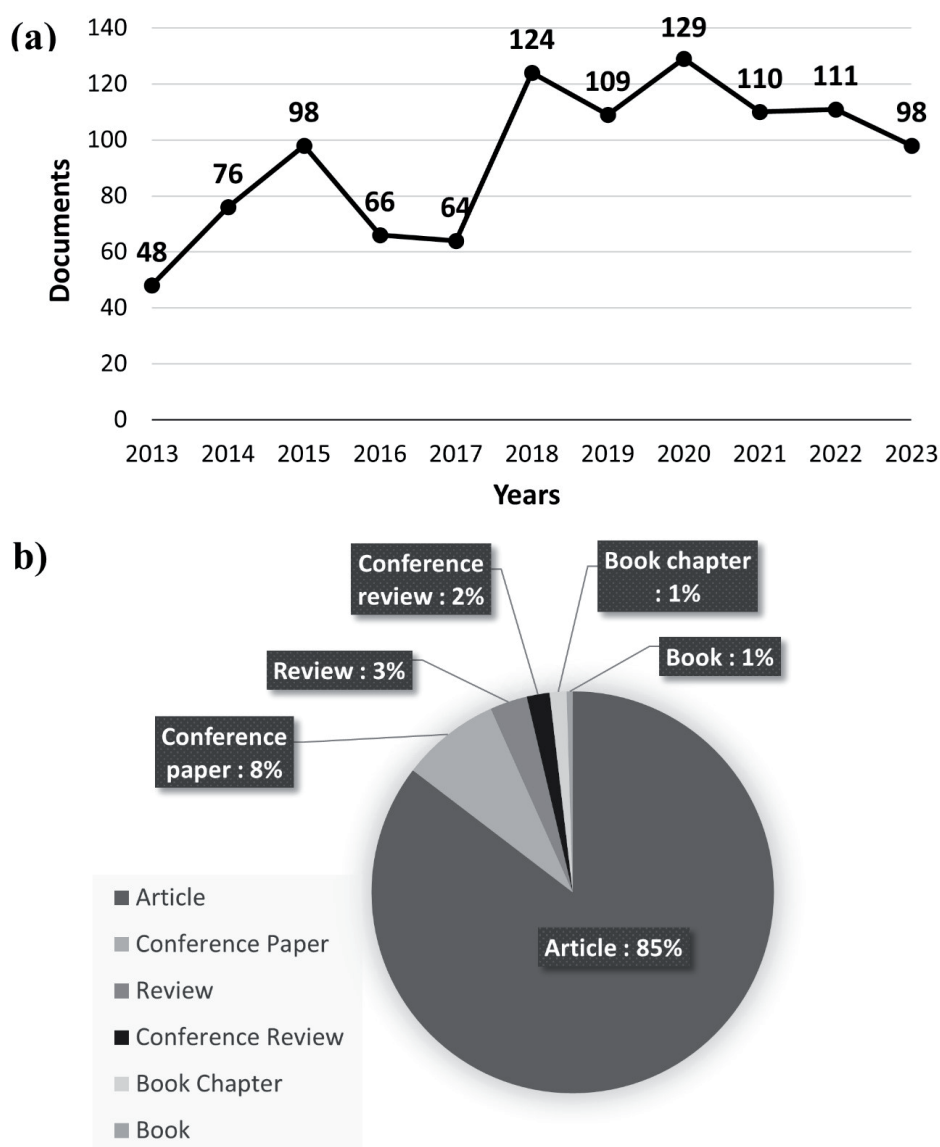 (a)
140
120
100
80
60
40
20
0
Documents
48
76
98
66
64
124
109
129
110
111
98
2013 2014 2015 2016 2017 2018 2019 2020 2021 2022 2023
Years
b)
Conference
review : 2%
Book chapter
: 1%
Review : 3%
Book : 1%
Conference
paper : 8%
Article : 85%
Article
Conference Paper
Review
Conference Review
Book Chapter
Book